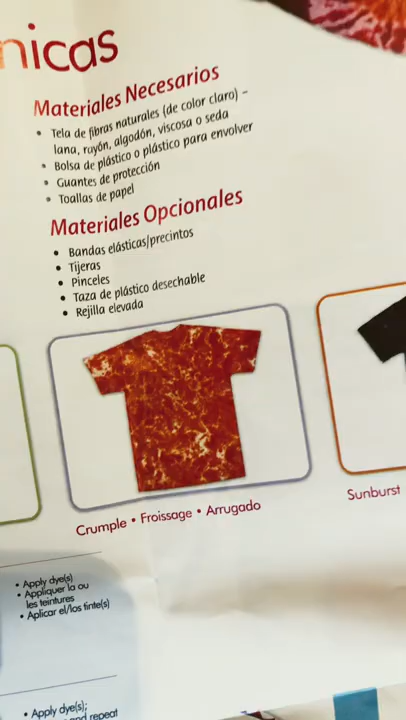 Materiales Necesarios
• Tela de fibras naturales (de color claro) –
lana, rayón, algodón, viscosa o seda
• Bolsa de plástico o plástico para envolver
• Guantes de protección
• Toallas de papel
Materiales Opcionales
• Bandas elásticas/precintos
• Tijeras
• Pinceles
• Taza de plástico desechable
• Rejilla elevada
Crumple • Froissage • Arrugado
Sunburst
• Apply dye(s)
• Appliquer la ou
les teintures
• Aplicar el/los tinte(s)
• Apply dye(s);
and repeat